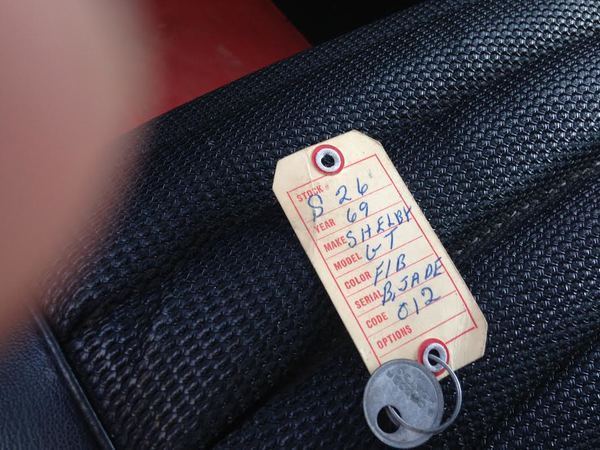 STOCK# S 26
YEAR 69
MAKE SHELBY
MODEL GT
COLOR F/B
SERIAL B, JADE
CODE 012
OPTIONS